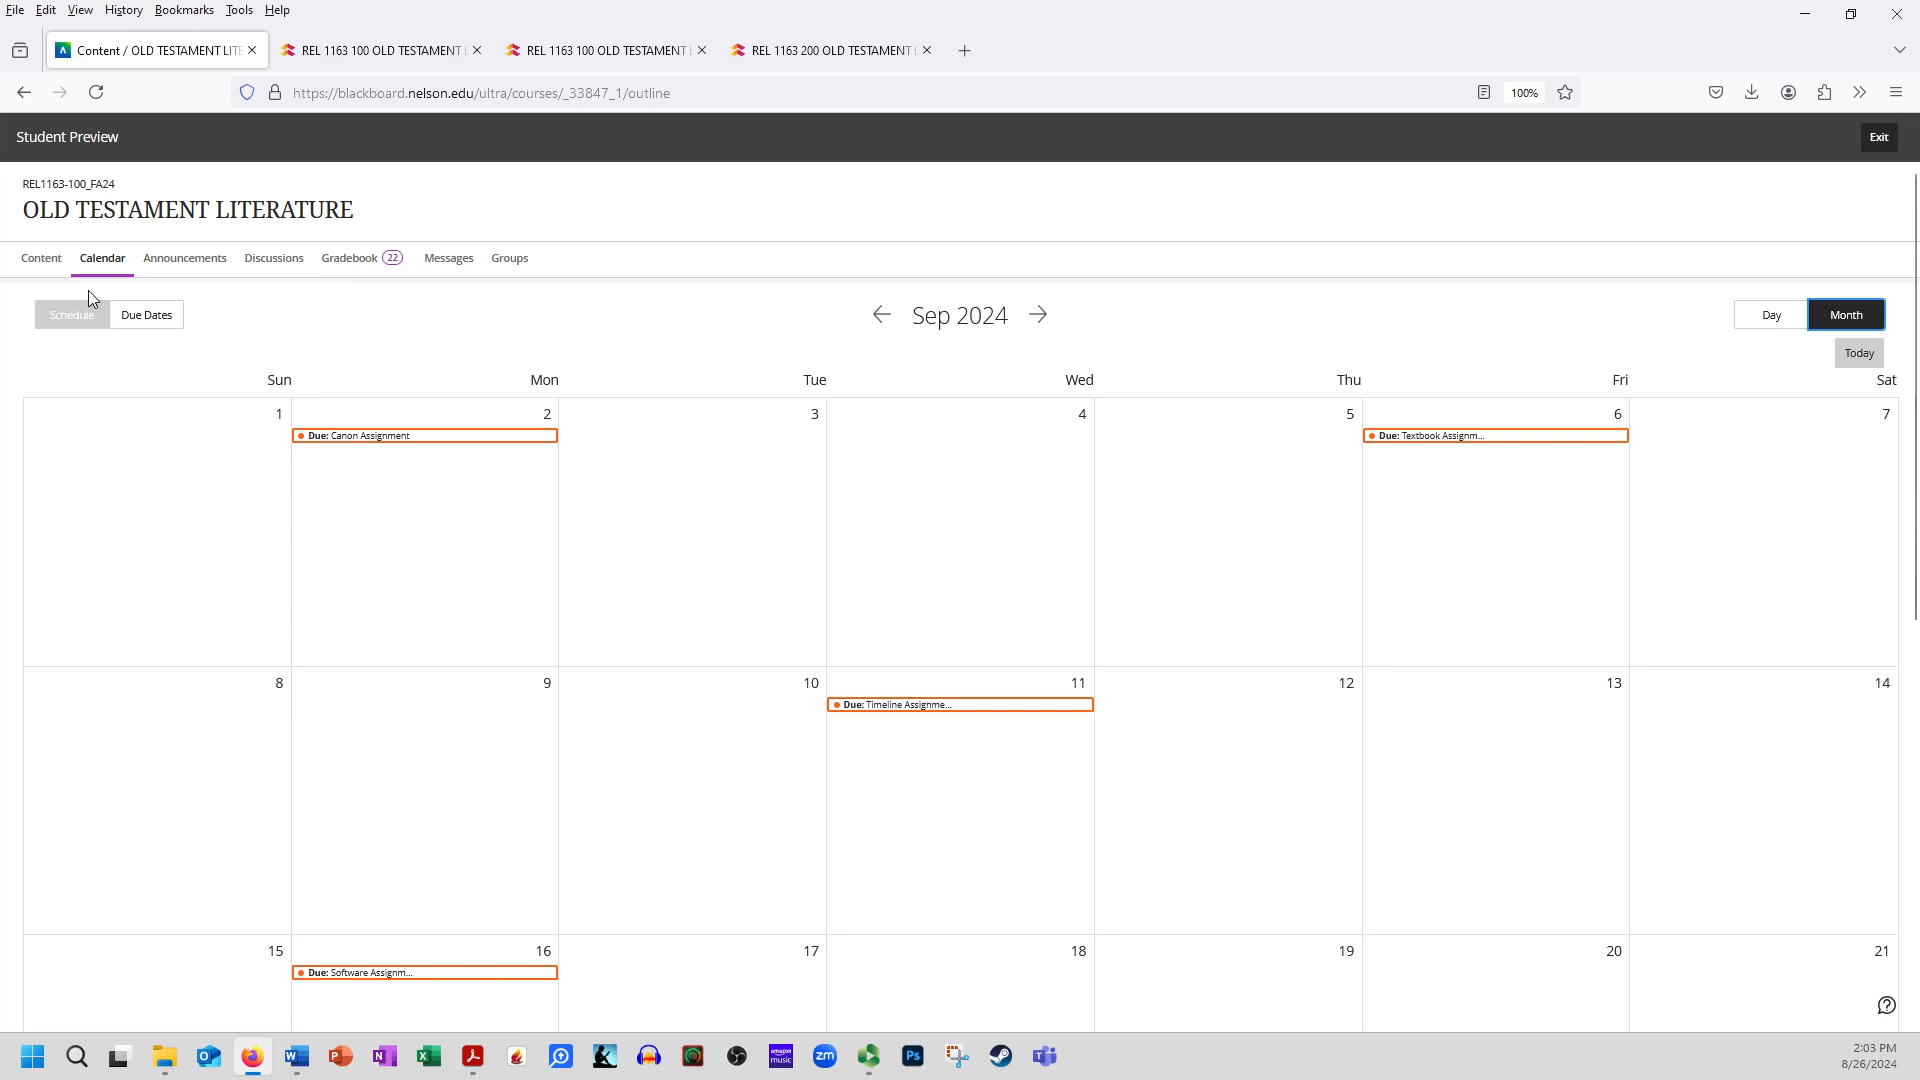 File Edit View History Bookmarks Tools Help
Content / OLD TESTAMENT LITE
REL 1163 100 OLD TESTAMENT L
REL 1163 100 OLD TESTAMENT L
REL 1163 200 OLD TESTAMENT L
https://blackboard.nelson.edu/ultra/courses/_33847_1/outline
100%
Student Preview
Exit
REL1163-100_FA24
OLD TESTAMENT LITERATURE
Content Calendar Announcements Discussions Gradebook 22 Messages Groups
Schedule Due Dates
Sep 2024
Day Month
Today
Sun Mon Tue Wed Thu Fri Sat
1 2 3 4 5 6 7
Due: Canon Assignment
Due: Textbook Assignm...
8 9 10 11 12 13 14
Due: Timeline Assignme...
15 16 17 18 19 20 21
Due: Software Assignm...
amazon music
zm
Ps
2:03 PM
8/26/2024